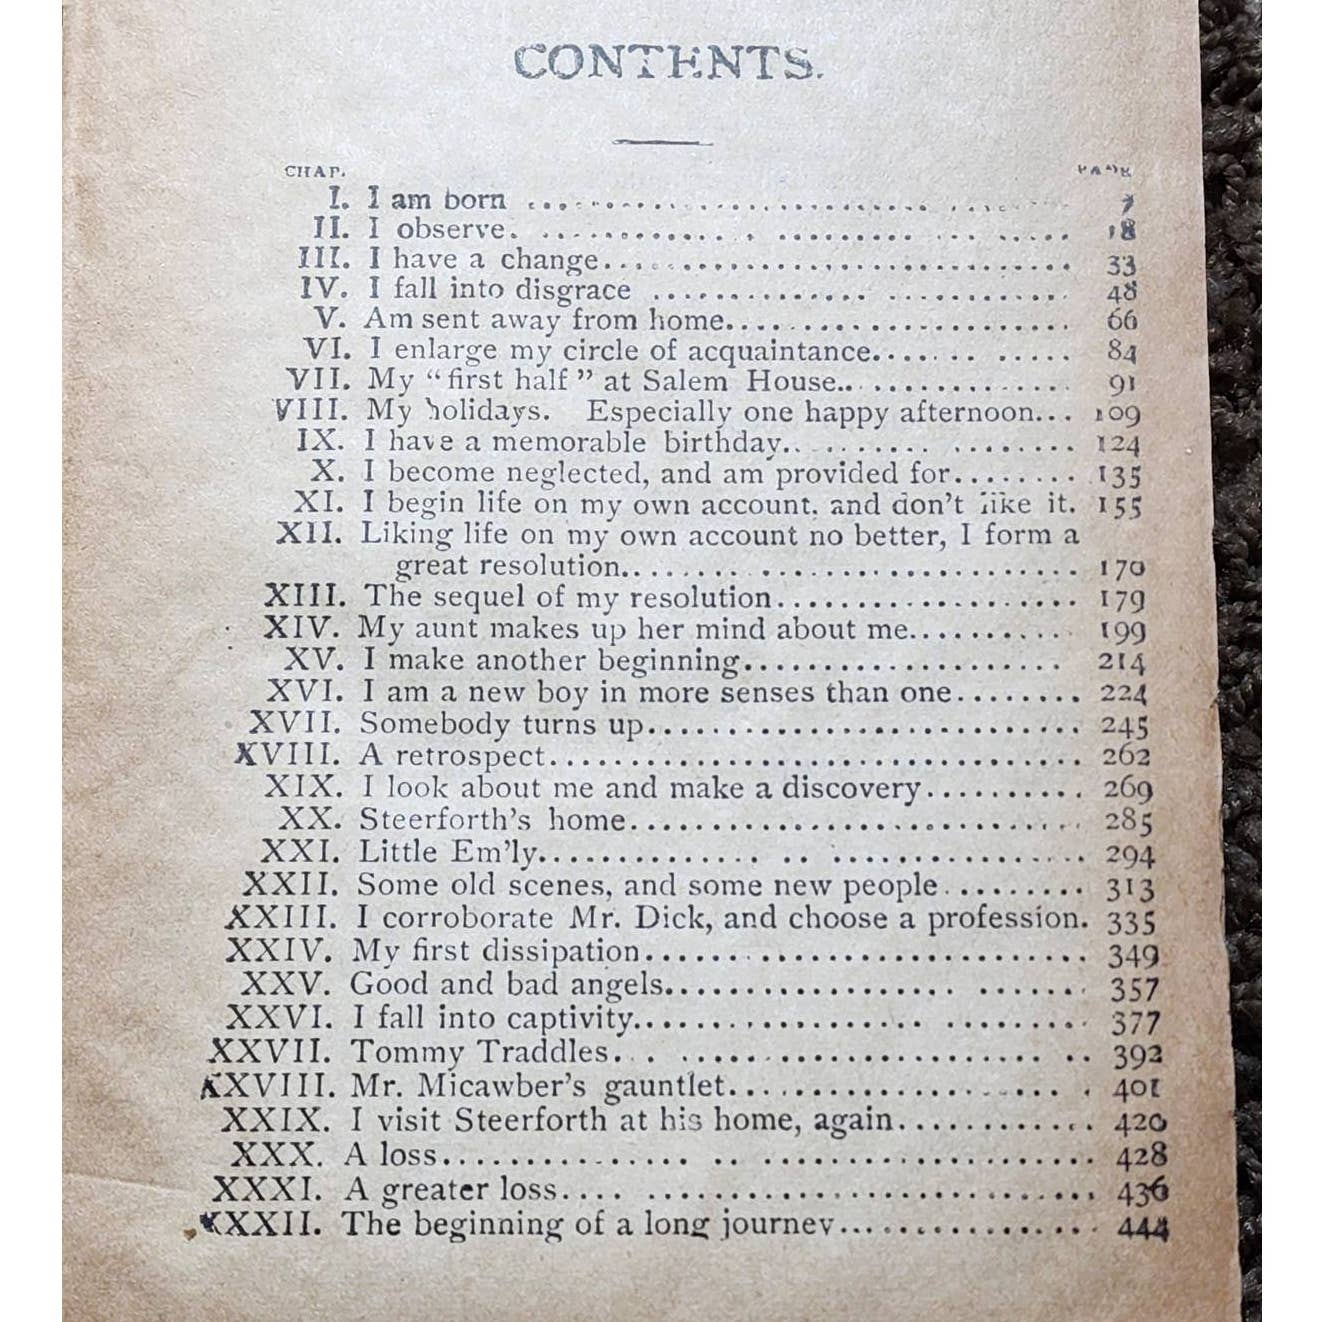 CONTENTS.
CHAP. PAGE
I. I am born 7
II. I observe. 18
III. I have a change 33
IV. I fall into disgrace 48
V. Am sent away from home 66
VI. I enlarge my circle of acquaintance 84
VII. My “first half” at Salem House 91
VIII. My holidays. Especially one happy afternoon 109
IX. I have a memorable birthday 124
X. I become neglected, and am provided for 135
XI. I begin life on my own account, and don’t like it. 155
XII. Liking life on my own account no better, I form a
great resolution 170
XIII. The sequel of my resolution 179
XIV. My aunt makes up her mind about me 199
XV. I make another beginning 214
XVI. I am a new boy in more senses than one 224
XVII. Somebody turns up 245
XVIII. A retrospect 262
XIX. I look about me and make a discovery 269
XX. Steerforth’s home 285
XXI. Little Em’ly 294
XXII. Some old scenes, and some new people 313
XXIII. I corroborate Mr. Dick, and choose a profession. 335
XXIV. My first dissipation 349
XXV. Good and bad angels 357
XXVI. I fall into captivity 377
XXVII. Tommy Traddles 392
XXVIII. Mr. Micawber’s gauntlet 401
XXIX. I visit Steerforth at his home, again 420
XXX. A loss 428
XXXI. A greater loss 436
XXXII. The beginning of a long journey 444